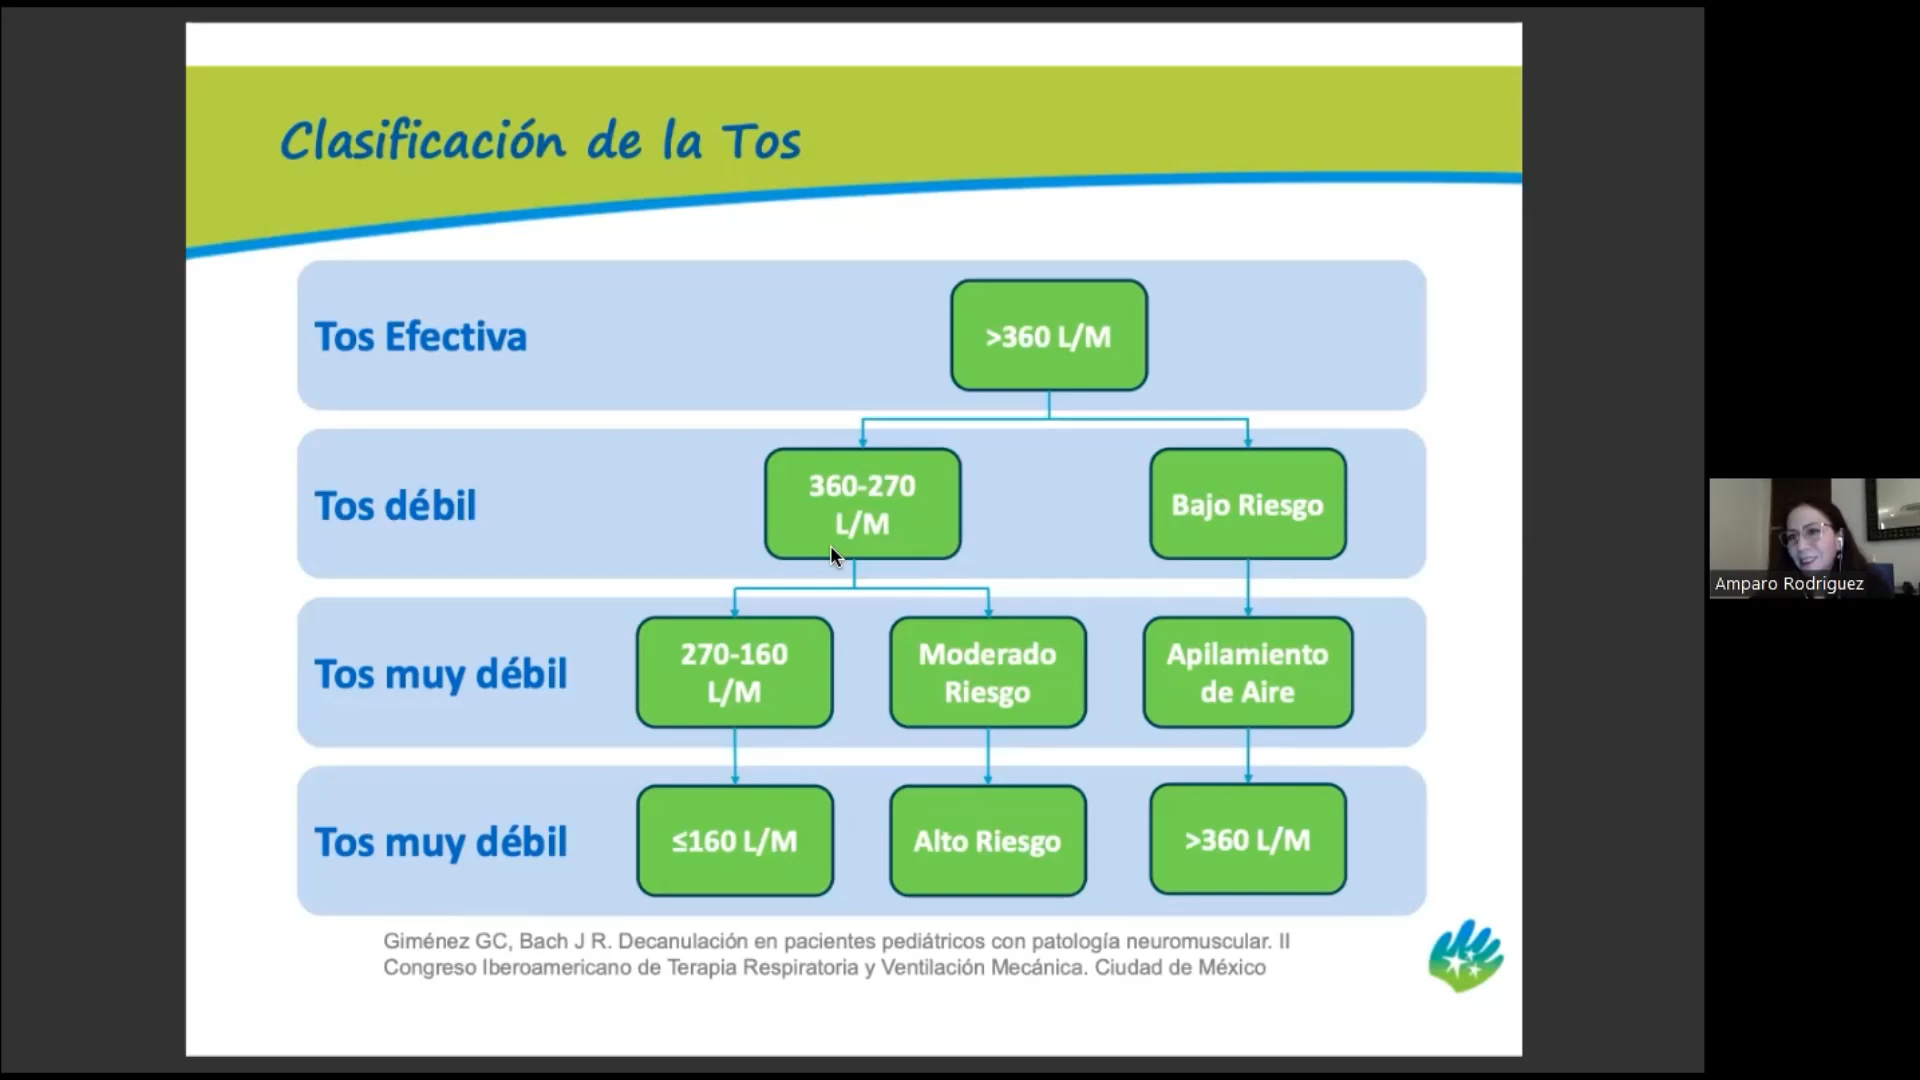 Clasificación de la Tos
Tos Efectiva
>360 L/M
Tos débil
360-270
L/M
Bajo Riesgo
Tos muy débil
270-160
L/M
Moderado
Riesgo
Apilamiento
de Aire
Tos muy débil
≤160 L/M
Alto Riesgo
>360 L/M
Giménez GC, Bach J R. Decanulación en pacientes pediátricos con patología neuromuscular. II
Congreso Iberoamericano de Terapia Respiratoria y Ventilación Mecánica. Ciudad de México
Amparo Rodriguez